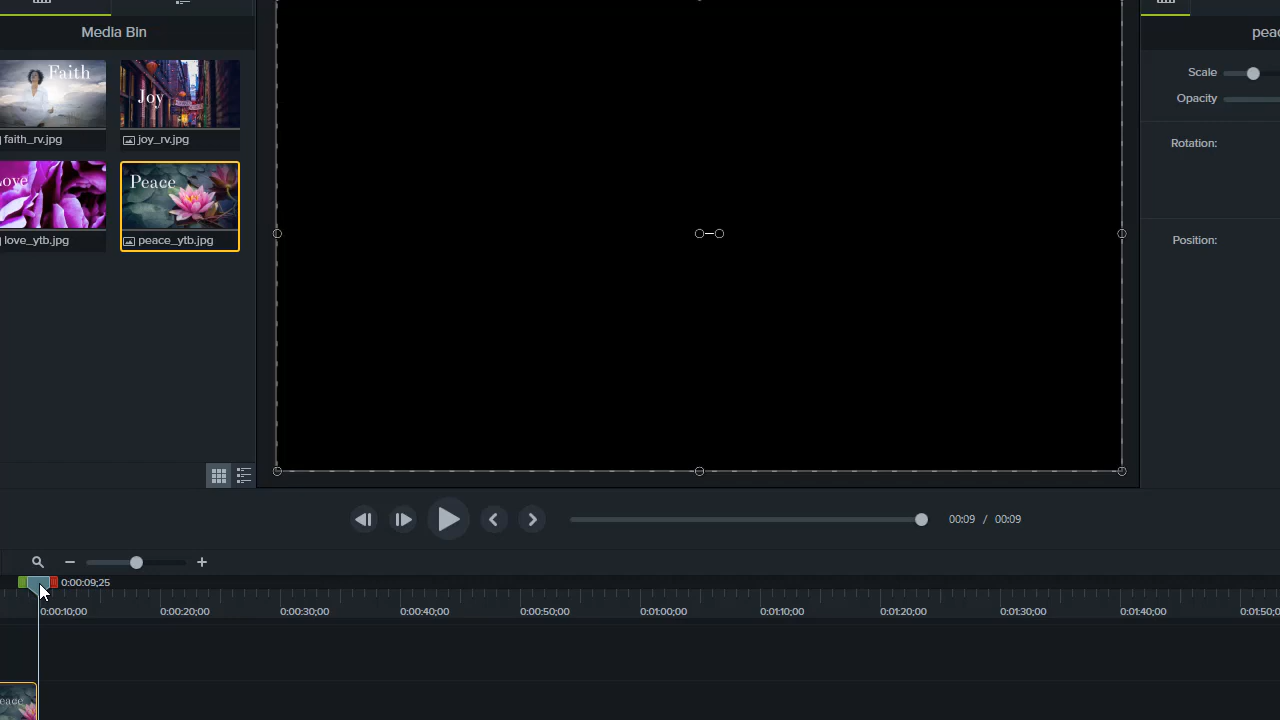 Media Bin
peac
Faith
Joy
faith_rv.jpg
joy_rv.jpg
Love
Peace
love_ytb.jpg
peace_ytb.jpg
Scale
Opacity
Rotation:
Position:
00:09 / 00:09
0:00:09;25
0:00:10;00
0:00:20;00
0:00:30;00
0:00:40;00
0:00:50;00
0:01:00;00
0:01:10;00
0:01:20;00
0:01:30;00
0:01:40;00
0:01:50;0
eace